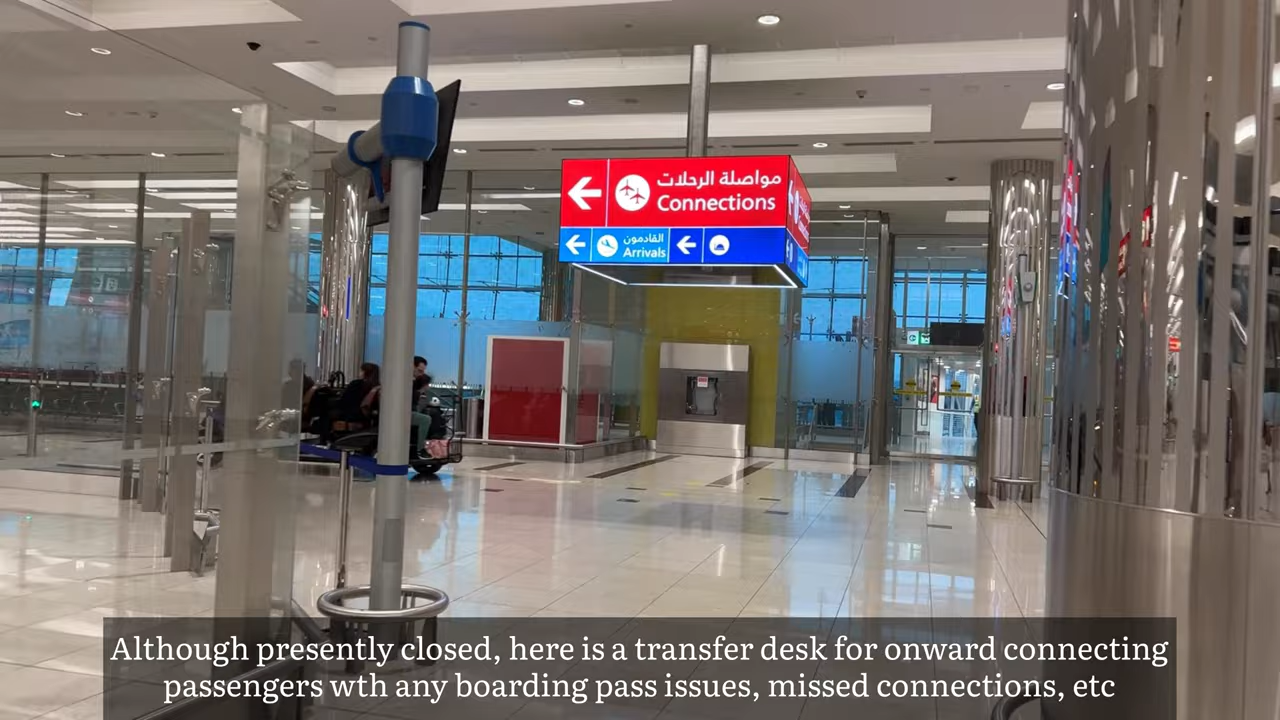 مواصلة الرحلات
Connections
القادمون
Arrivals
Although presently closed, here is a transfer desk for onward connecting
passengers wth any boarding pass issues, missed connections, etc